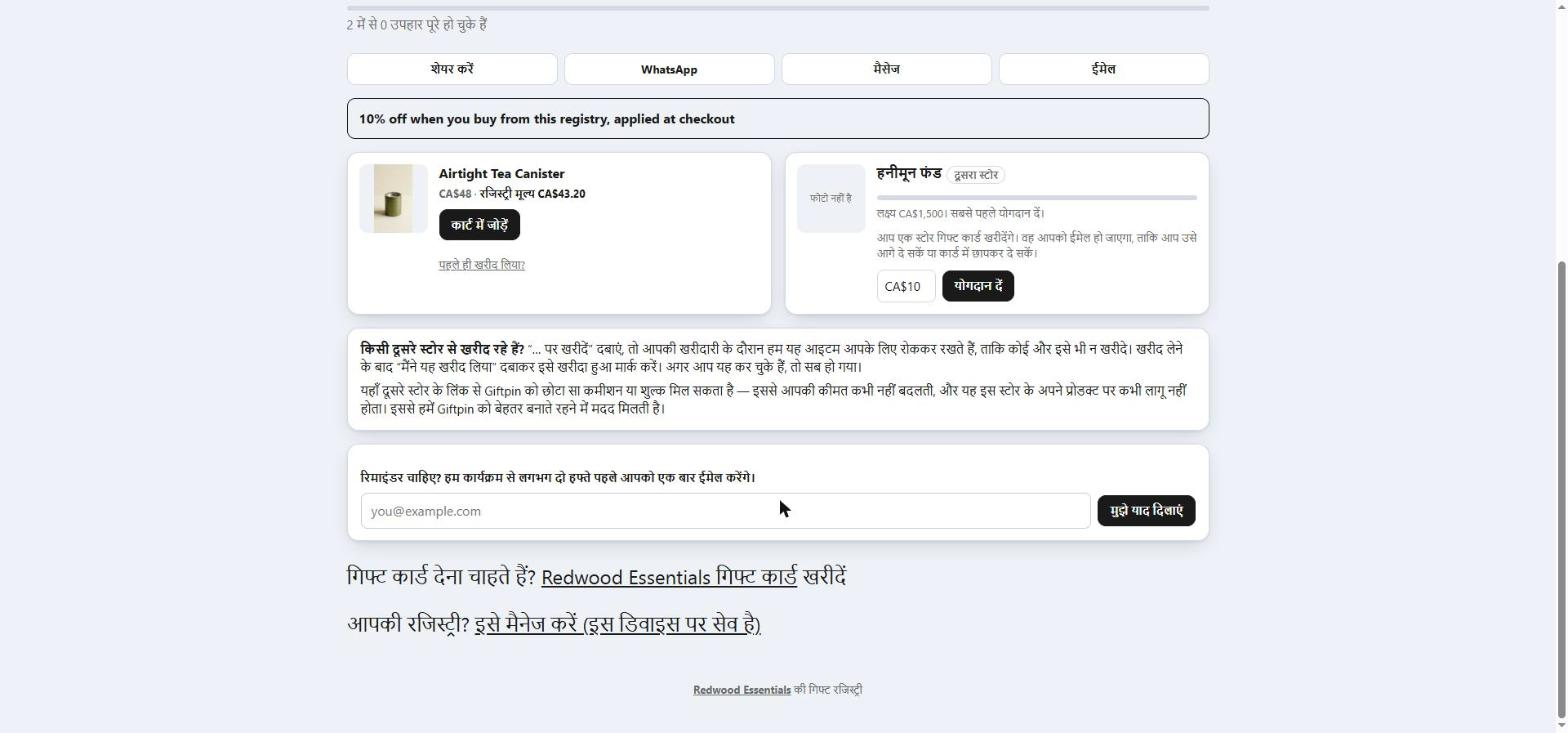 2 में से 0 उपहार पूरे हो चुके हैं
शेयर करें
WhatsApp
मैसेज
ईमेल
10% off when you buy from this registry, applied at checkout
Airtight Tea Canister
CA$48 · रजिस्ट्री मूल्य CA$43.20
कार्ट में जोड़ें
पहले ही खरीद लिया?
फोटो नहीं है
हनीमून फंड दूसरा स्टोर
लक्ष्य CA$1,500। सबसे पहले योगदान दें।
आप एक स्टोर गिफ्ट कार्ड खरीदेंगे। वह आपको ईमेल हो जाएगा, ताकि आप उसे
आगे दे सकें या कार्ड में छापकर दे सकें।
CA$10
योगदान दें
किसी दूसरे स्टोर से खरीद रहे हैं? "... पर खरीदें" दबाएं, तो आपकी खरीदारी के दौरान हम यह आइटम आपके लिए रोककर रखते हैं, ताकि कोई और इसे भी न खरीदे। खरीद लेने
के बाद "मैंने यह खरीद लिया" दबाकर इसे खरीदा हुआ मार्क करें। अगर आप यह कर चुके हैं, तो सब हो गया।
यहाँ दूसरे स्टोर के लिंक से Giftpin को छोटा सा कमीशन या शुल्क मिल सकता है — इससे आपकी कीमत कभी नहीं बदलती, और यह इस स्टोर के अपने प्रोडक्ट पर कभी लागू नहीं
होता। इससे हमें Giftpin को बेहतर बनाते रहने में मदद मिलती है।
रिमाइंडर चाहिए? हम कार्यक्रम से लगभग दो हफ्ते पहले आपको एक बार ईमेल करेंगे।
you@example.com
मुझे याद दिलाएं
गिफ्ट कार्ड देना चाहते हैं? Redwood Essentials गिफ्ट कार्ड खरीदें
आपकी रजिस्ट्री? इसे मैनेज करें (इस डिवाइस पर सेव है)
Redwood Essentials की गिफ्ट रजिस्ट्री